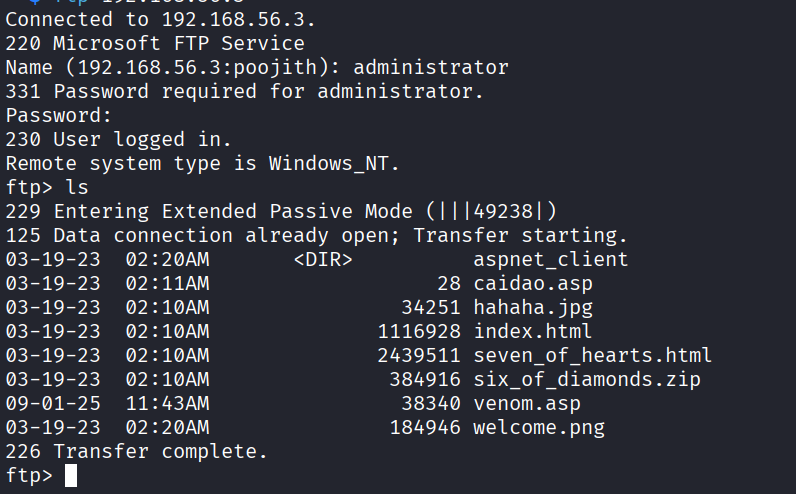 Connected to 192.168.56.3.
220 Microsoft FTP Service
Name (192.168.56.3:poojith): administrator
331 Password required for administrator.
Password:
230 User logged in.
Remote system type is Windows_NT.
ftp> ls
229 Entering Extended Passive Mode (|||49238|)
125 Data connection already open; Transfer starting.
03-19-23  02:20AM       <DIR>          aspnet_client
03-19-23  02:11AM                   28 caidao.asp
03-19-23  02:10AM                34251 hahaha.jpg
03-19-23  02:10AM              1116928 index.html
03-19-23  02:10AM              2439511 seven_of_hearts.html
03-19-23  02:10AM               384916 six_of_diamonds.zip
09-01-25  11:43AM                38340 venom.asp
03-19-23  02:20AM               184946 welcome.png
226 Transfer complete.
ftp>